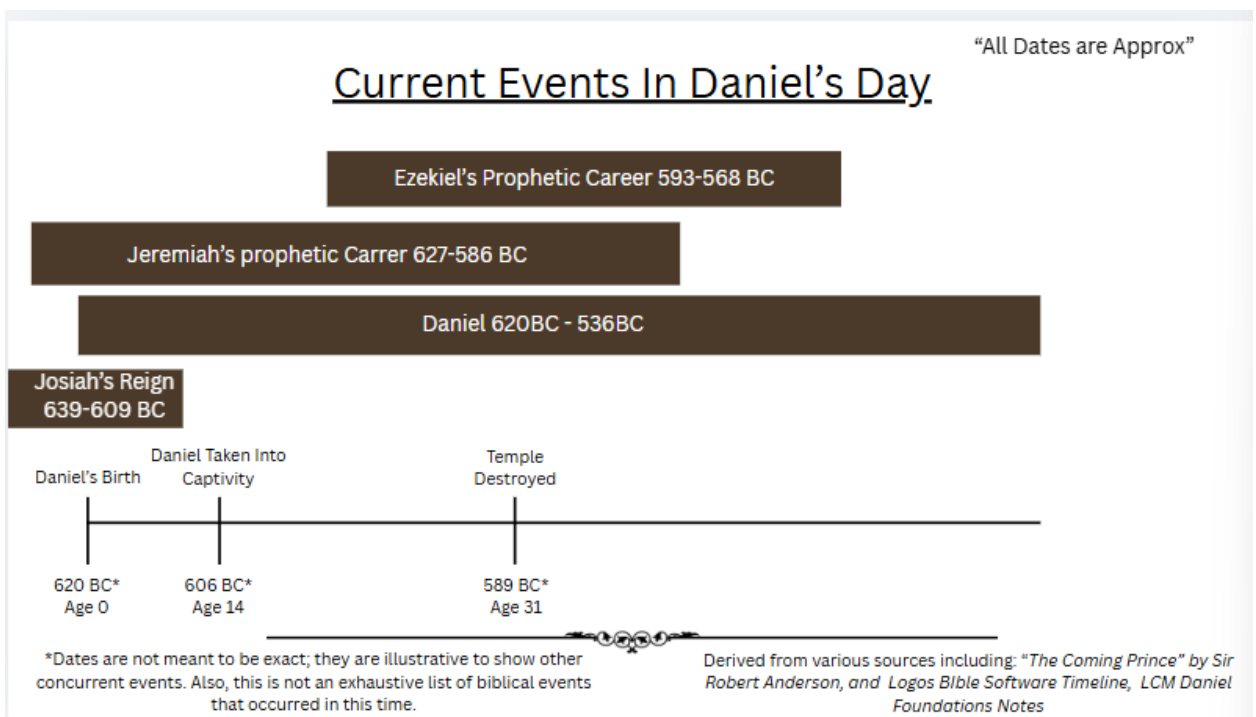 “All Dates are Approx”
Current Events In Daniel’s Day
Ezekiel’s Prophetic Career 593-568 BC
Jeremiah’s prophetic Carrer 627-586 BC
Daniel 620BC - 536BC
Josiah’s Reign
639-609 BC
Daniel’s Birth
Daniel Taken Into
Captivity
Temple
Destroyed
620 BC*
Age 0
606 BC*
Age 14
589 BC*
Age 31
*Dates are not meant to be exact; they are illustrative to show other
concurrent events. Also, this is not an exhaustive list of biblical events
that occurred in this time.
Derived from various sources including: “The Coming Prince” by Sir
Robert Anderson, and Logos BIble Software Timeline, LCM Daniel
Foundations Notes